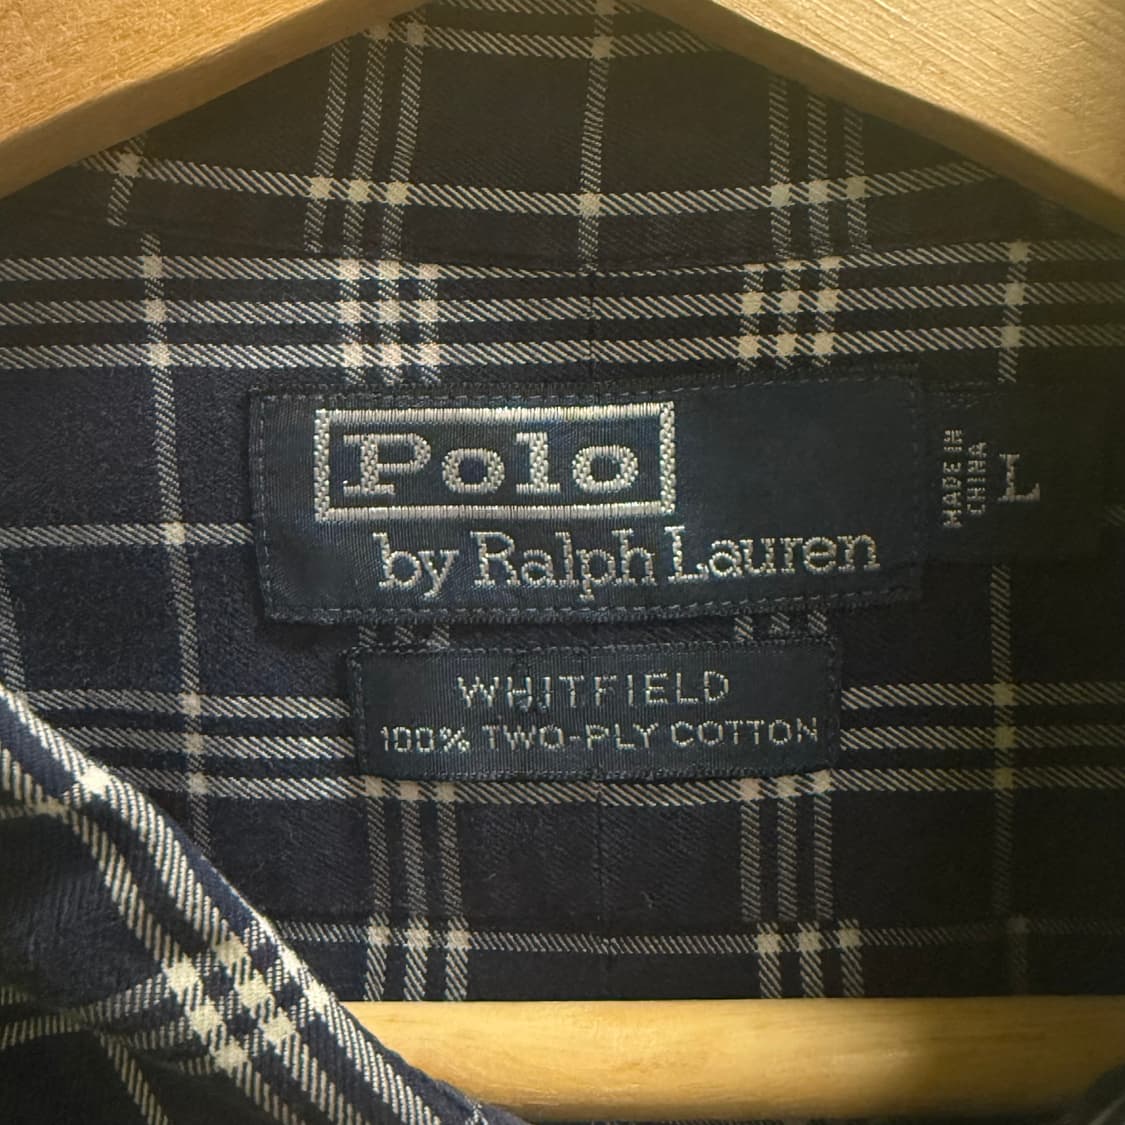 Polo
by Ralph Lauren
MADE IN
CHINA
L
WHITFIELD
100% TWO-PLY COTTON